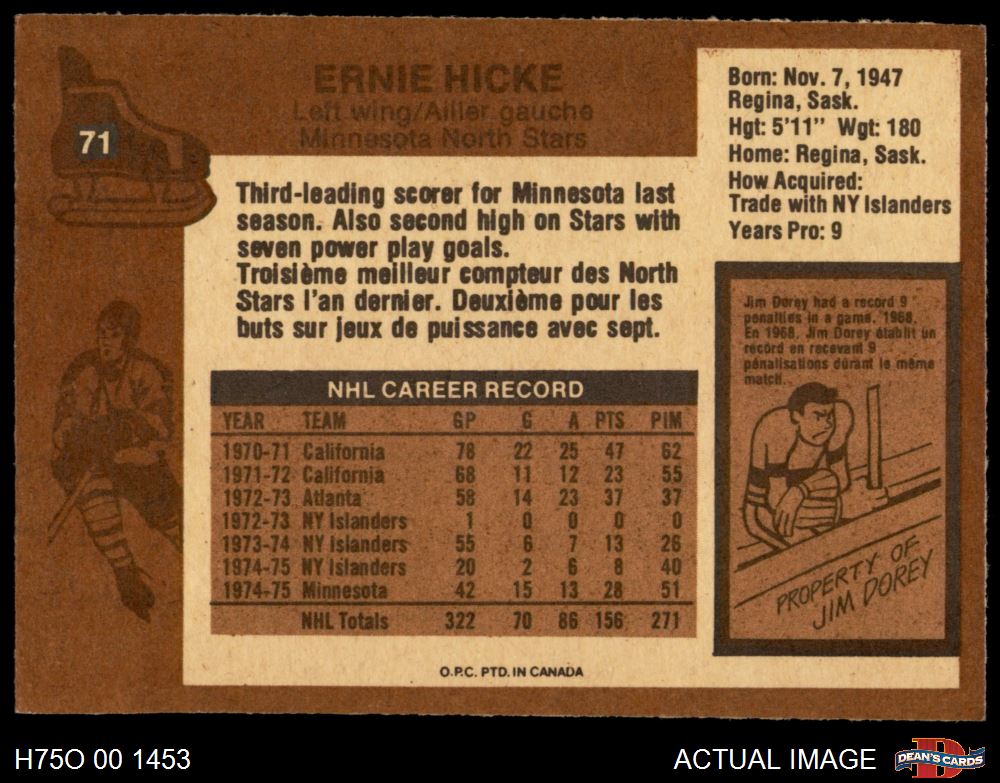 71
ERNIE HICKE
Left wing/Ailier gauche
Minnesota North Stars
Born: Nov. 7, 1947
Regina, Sask.
Hgt: 5'11" Wgt: 180
Home: Regina, Sask.
How Acquired:
Trade with NY Islanders
Years Pro: 9
Third-leading scorer for Minnesota last
season. Also second high on Stars with
seven power play goals.
Troisième meilleur compteur des North
Stars l'an dernier. Deuxième pour les
buts sur jeux de puissance avec sept.
NHL CAREER RECORD
YEAR TEAM GP G A PTS PIM
1970-71 California 78 22 25 47 62
1971-72 California 68 11 12 23 55
1972-73 Atlanta 58 14 23 37 37
1972-73 NY Islanders 1 0 0 0 0
1973-74 NY Islanders 55 6 7 13 26
1974-75 NY Islanders 20 2 6 8 40
1974-75 Minnesota 42 15 13 28 51
NHL Totals 322 70 86 156 271
Jim Dorey had a record 9
penalties in a game. 1968.
En 1968, Jim Dorey établit un
record en recevant 9
pénalisations durant le même
match.
PROPERTY OF
JIM DOREY
O.P.C. PTD. IN CANADA
H75O 00 1453
ACTUAL IMAGE
D
DEAN'S CARDS